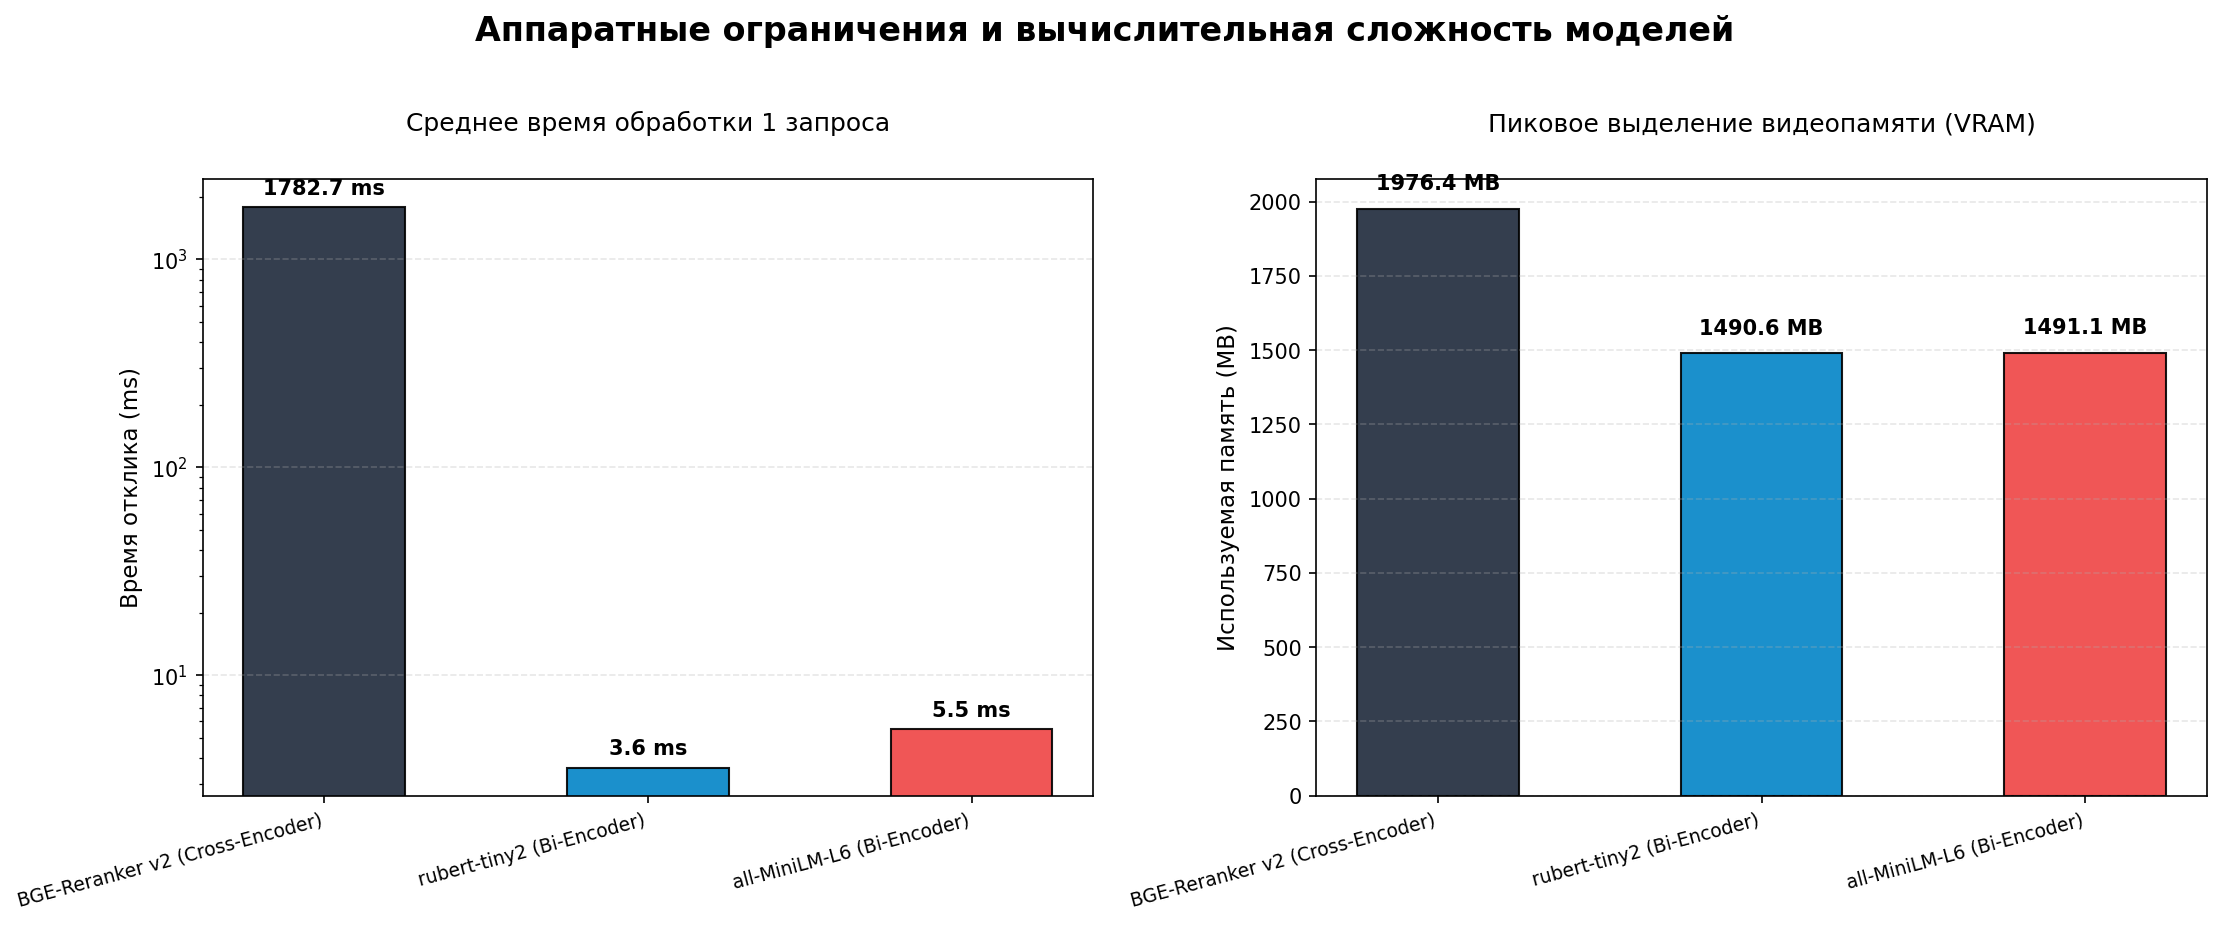 Аппаратные ограничения и вычислительная сложность моделей
Среднее время обработки 1 запроса
Время отклика (ms)
10³
10²
10¹
1782.7 ms
3.6 ms
5.5 ms
BGE-Reranker v2 (Cross-Encoder)
rubert-tiny2 (Bi-Encoder)
all-MiniLM-L6 (Bi-Encoder)
Пиковое выделение видеопамяти (VRAM)
Используемая память (MB)
2000
1750
1500
1250
1000
750
500
250
0
1976.4 MB
1490.6 MB
1491.1 MB
BGE-Reranker v2 (Cross-Encoder)
rubert-tiny2 (Bi-Encoder)
all-MiniLM-L6 (Bi-Encoder)